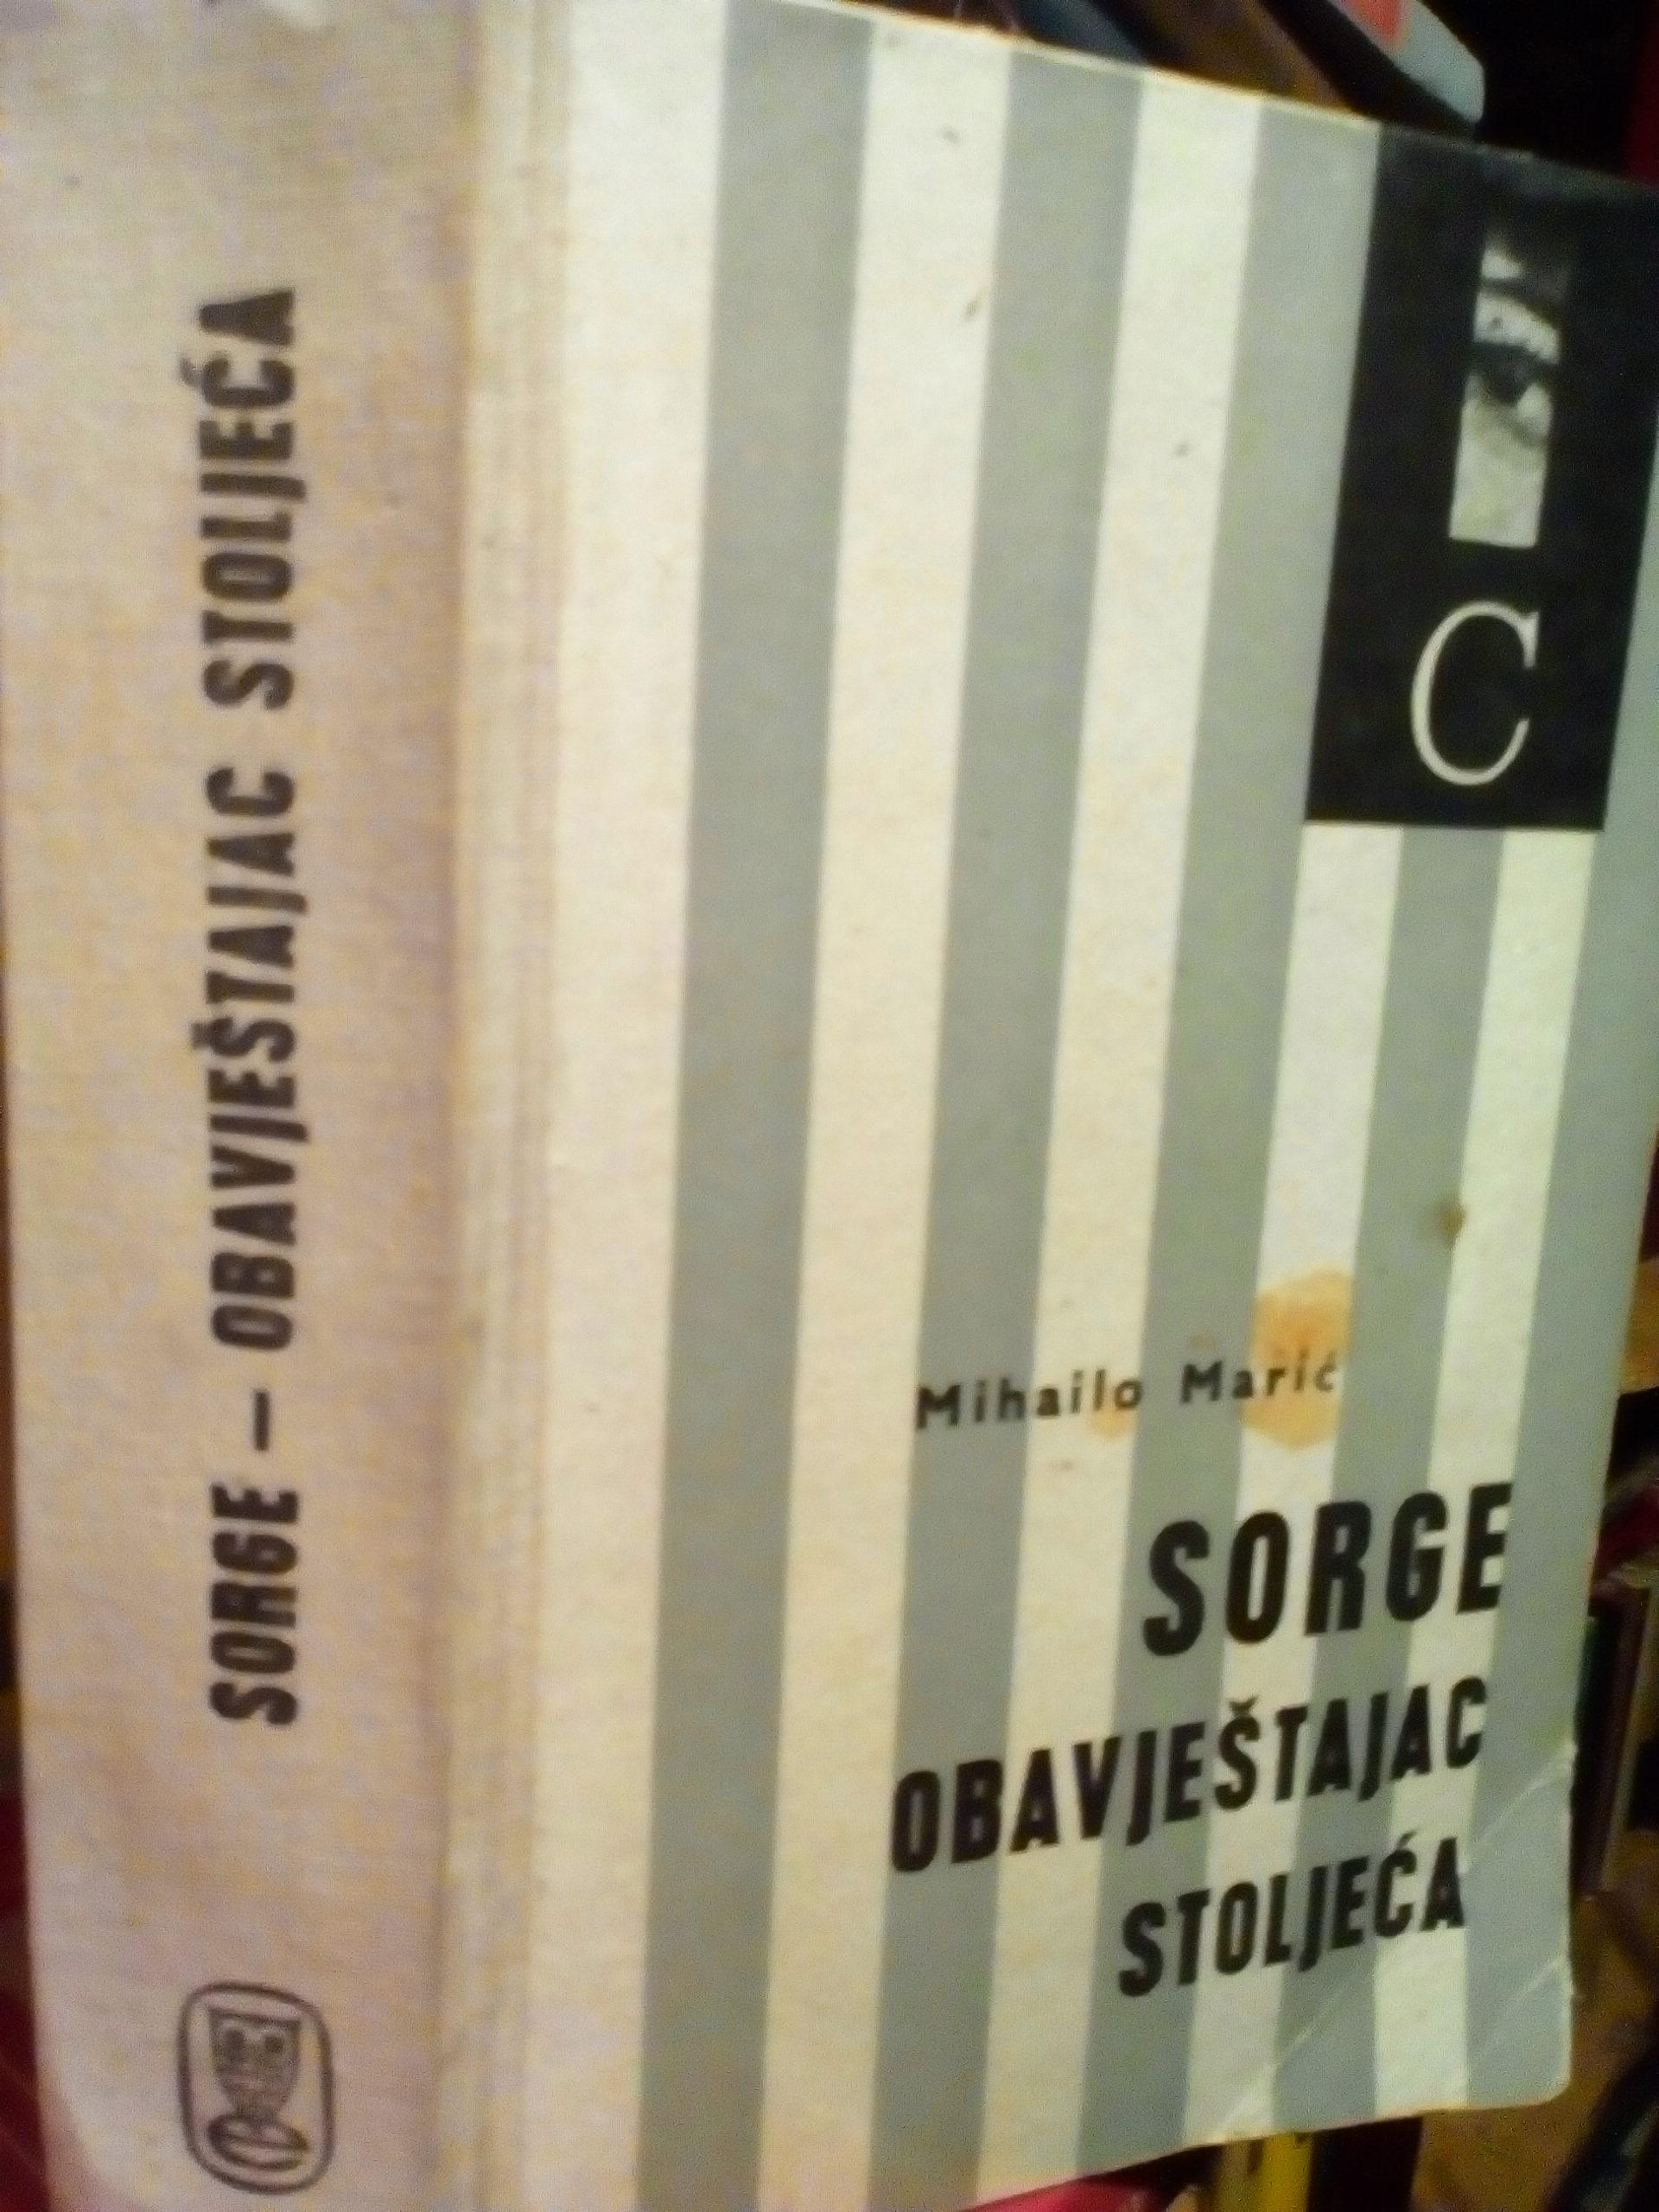 SORGE – OBAVJEŠTAJAC STOLJEĆA
C
Mihailo Marić
SORGE
OBAVJEŠTAJAC
STOLJEĆA